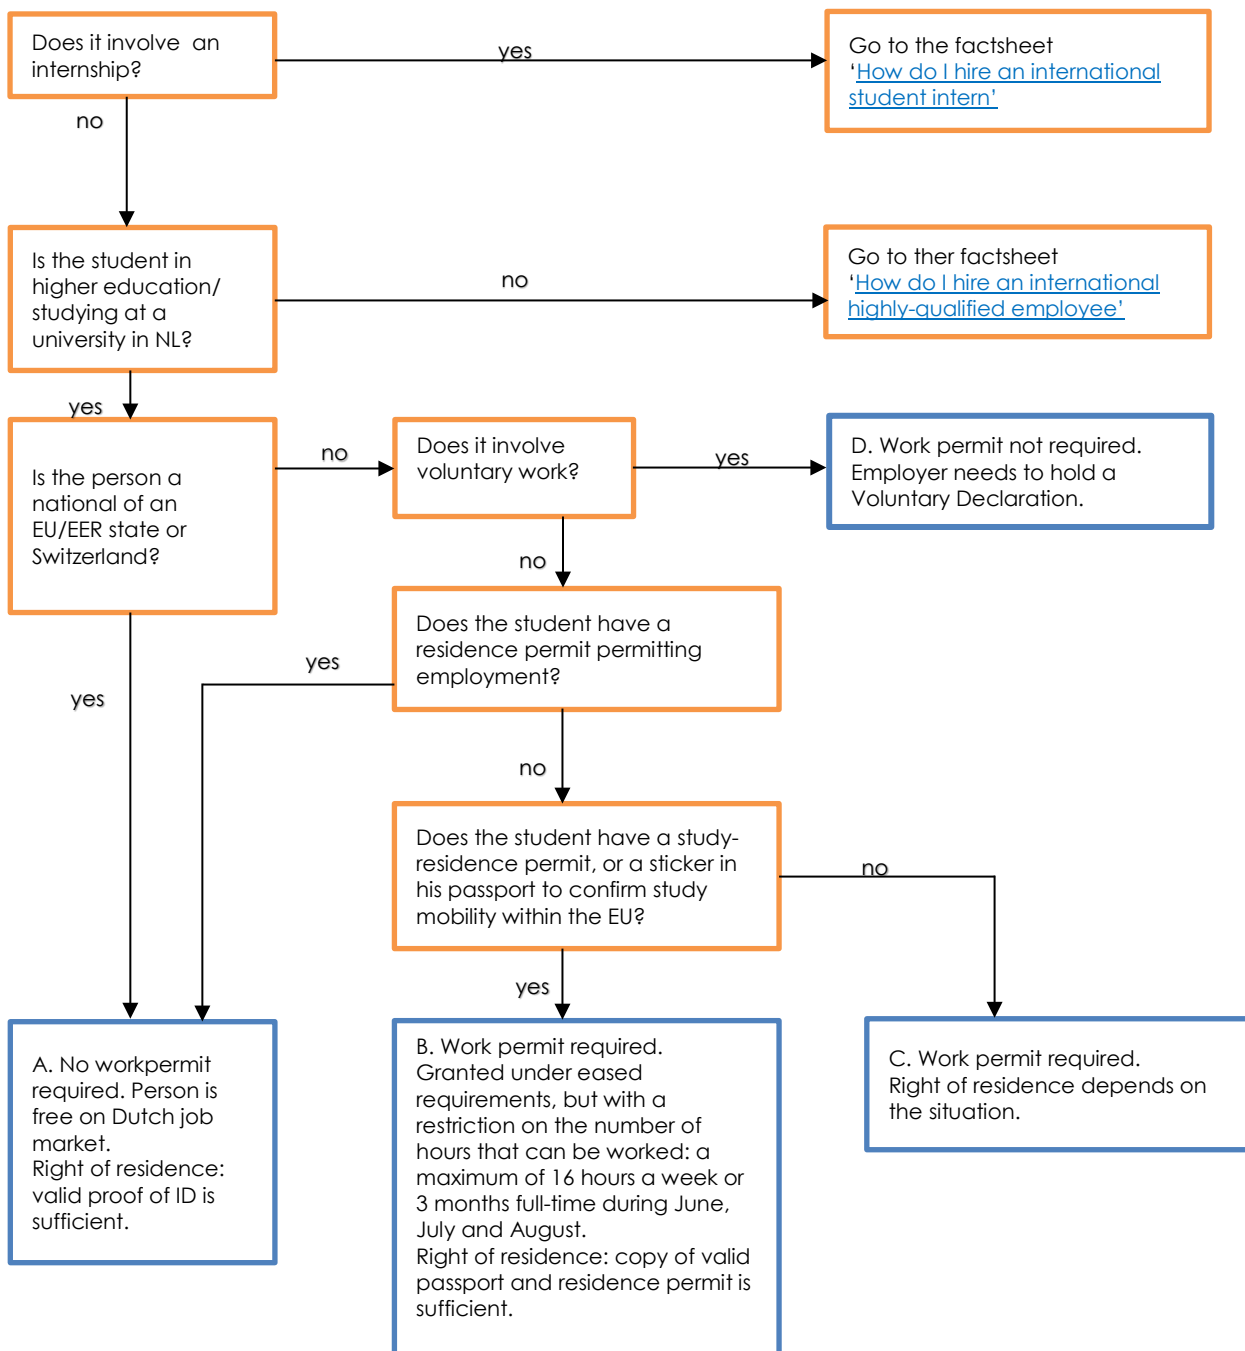 Does it involve  an
internship?
yes
Go to the factsheet
‘How do I hire an international
student intern’
no
Is the student in
higher education/
studying at a
university in NL?
no
Go to ther factsheet
‘How do I hire an international
highly-qualified employee’
yes
Is the person a
national of an
EU/EER state or
Switzerland?
no
Does it involve
voluntary work?
yes
D. Work permit not required.
Employer needs to hold a
Voluntary Declaration.
no
Does the student have a
residence permit permitting
employment?
yes
yes
no
Does the student have a study-
residence permit, or a sticker in
his passport to confirm study
mobility within the EU?
no
yes
A. No workpermit
required. Person is
free on Dutch job
market.
Right of residence:
valid proof of ID is
sufficient.
B. Work permit required.
Granted under eased
requirements, but with a
restriction on the number of
hours that can be worked: a
maximum of 16 hours a week or
3 months full-time during June,
July and August.
Right of residence: copy of valid
passport and residence permit is
sufficient.
C. Work permit required.
Right of residence depends on
the situation.